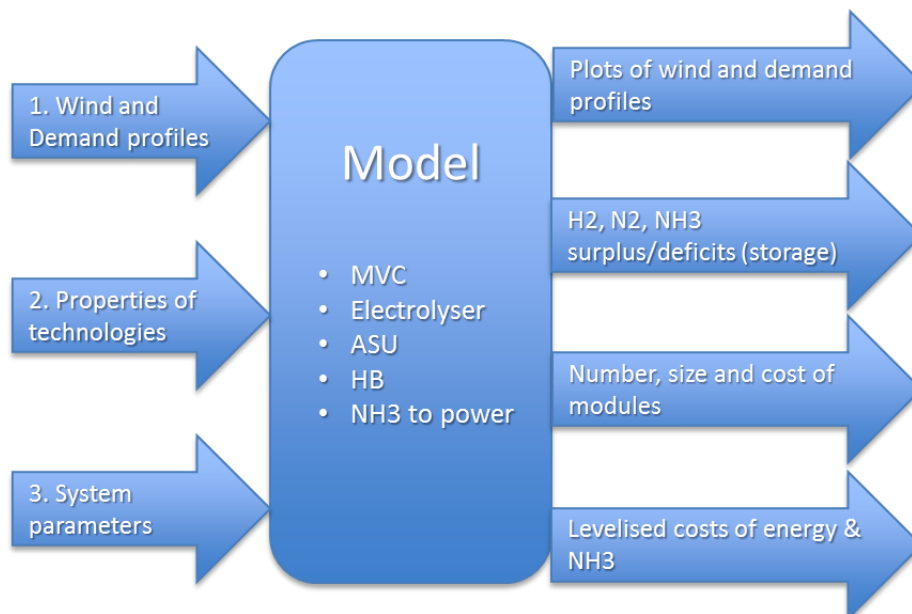 1. Wind and
Demand profiles
2. Properties of
technologies
3. System
parameters
Model
• MVC
• Electrolyser
• ASU
• HB
• NH3 to power
Plots of wind and demand
profiles
H2, N2, NH3
surplus/deficits (storage)
Number, size and cost of
modules
Levelised costs of energy &
NH3